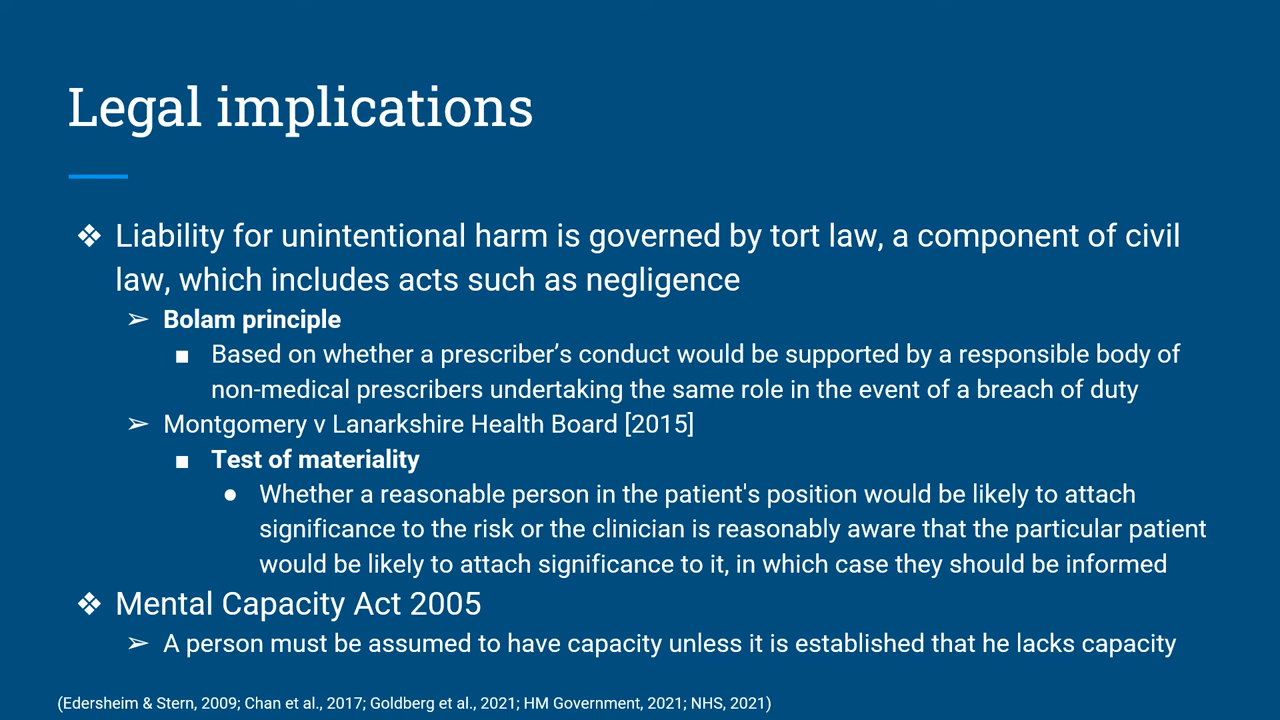 Legal implications
❖ Liability for unintentional harm is governed by tort law, a component of civil
law, which includes acts such as negligence
➢ Bolam principle
■ Based on whether a prescriber’s conduct would be supported by a responsible body of
non-medical prescribers undertaking the same role in the event of a breach of duty
➢ Montgomery v Lanarkshire Health Board [2015]
■ Test of materiality
● Whether a reasonable person in the patient's position would be likely to attach
significance to the risk or the clinician is reasonably aware that the particular patient
would be likely to attach significance to it, in which case they should be informed
❖ Mental Capacity Act 2005
➢ A person must be assumed to have capacity unless it is established that he lacks capacity
(Edersheim & Stern, 2009; Chan et al., 2017; Goldberg et al., 2021; HM Government, 2021; NHS, 2021)